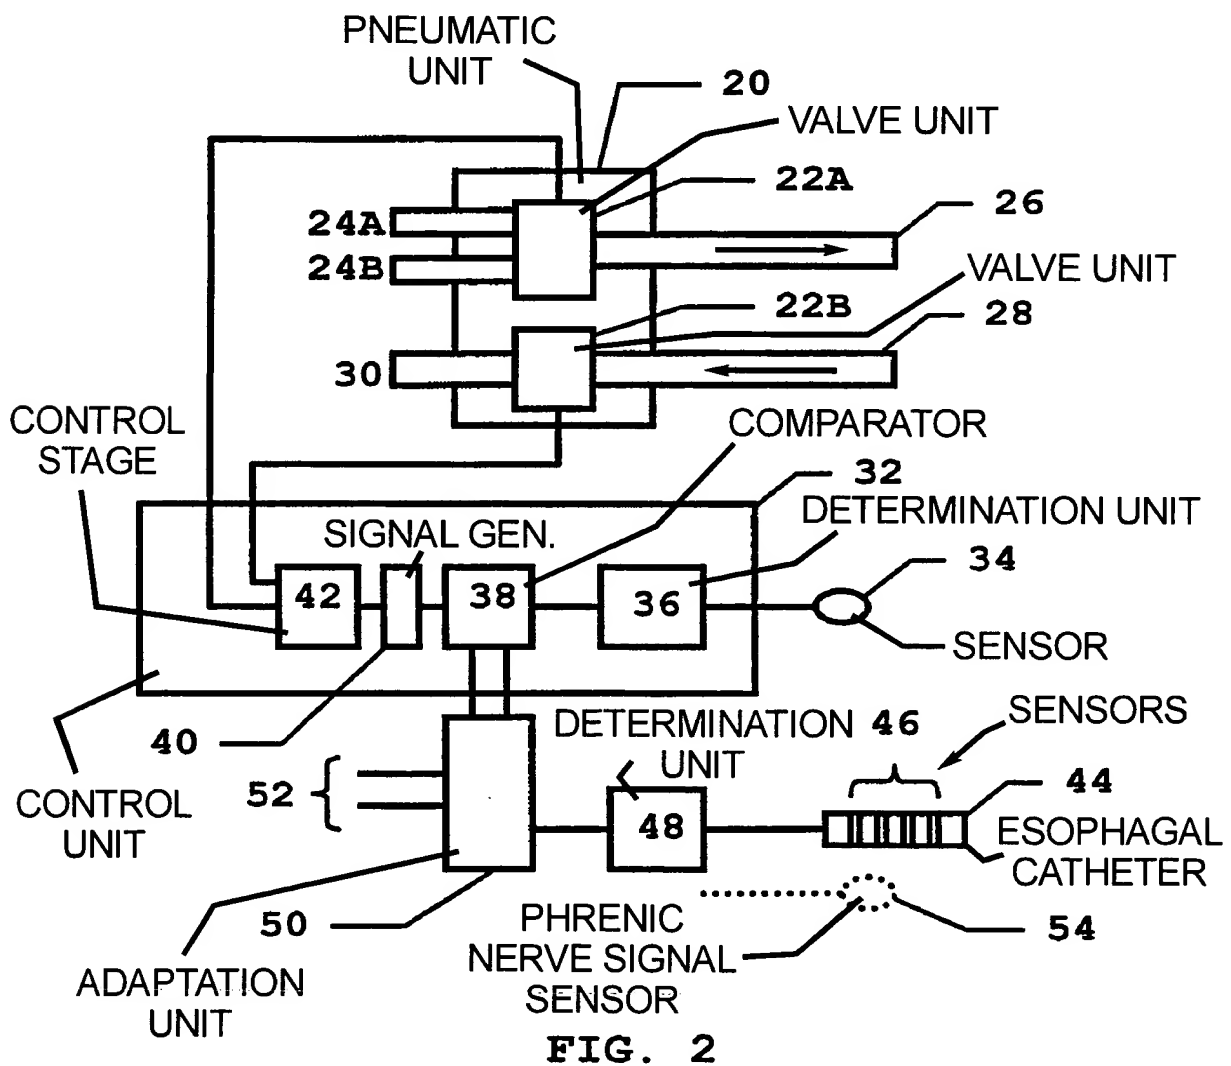 PNEUMATIC
UNIT
20
VALVE UNIT
22A
24A
26
24B
VALVE UNIT
22B
28
30
CONTROL
STAGE
COMPARATOR
32
DETERMINATION UNIT
SIGNAL GEN.
34
42
38
36
SENSOR
40
DETERMINATION
UNIT
46
SENSORS
52
CONTROL
UNIT
44
48
ESOPHAGAL
CATHETER
50
PHRENIC
NERVE SIGNAL
SENSOR
54
ADAPTATION
UNIT
FIG. 2